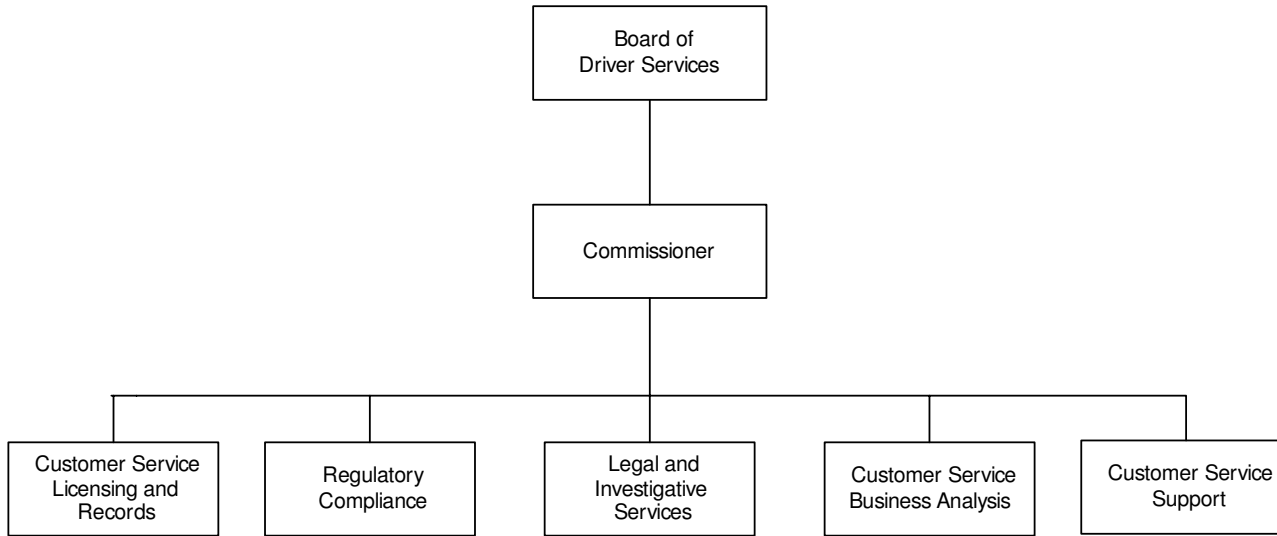 Board of
Driver Services
Commissioner
Customer Service
Licensing and
Records
Regulatory
Compliance
Legal and
Investigative
Services
Customer Service
Business Analysis
Customer Service
Support